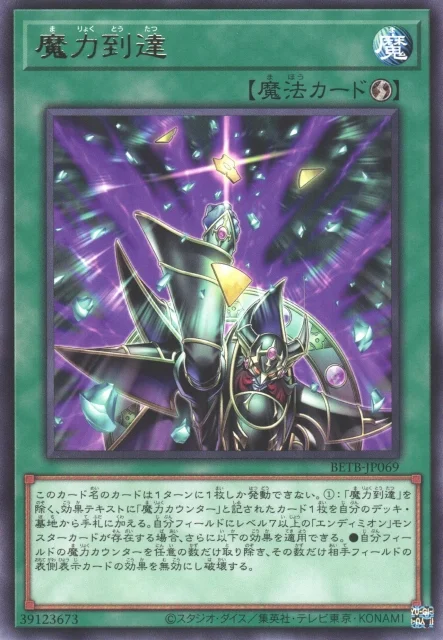 魔力到達
魔
【魔法カード】
BETB-JP069
このカード名のカードは1ターンに1枚しか発動できない。①:「魔力到達」を
除く、効果テキストに「魔力カウンター」と記されたカード1枚を自分のデッキ・
墓地から手札に加える。自分フィールドにレベル7以上の「エンディミオン」モン
スターカードが存在する場合、さらに以下の効果を適用できる。●自分フィー
ルドの魔力カウンターを任意の数だけ取り除き、その数だけ相手フィールドの
表側表示カードの効果を無効にし破壊する。
39123673
©スタジオ・ダイス／集英社・テレビ東京・KONAMI